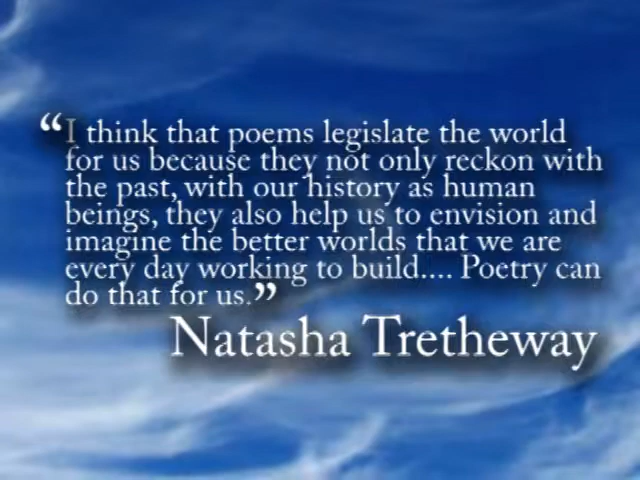 “I think that poems legislate the world
for us because they not only reckon with
the past, with our history as human
beings, they also help us to envision and
imagine the better worlds that we are
every day working to build.... Poetry can
do that for us.”
Natasha Tretheway